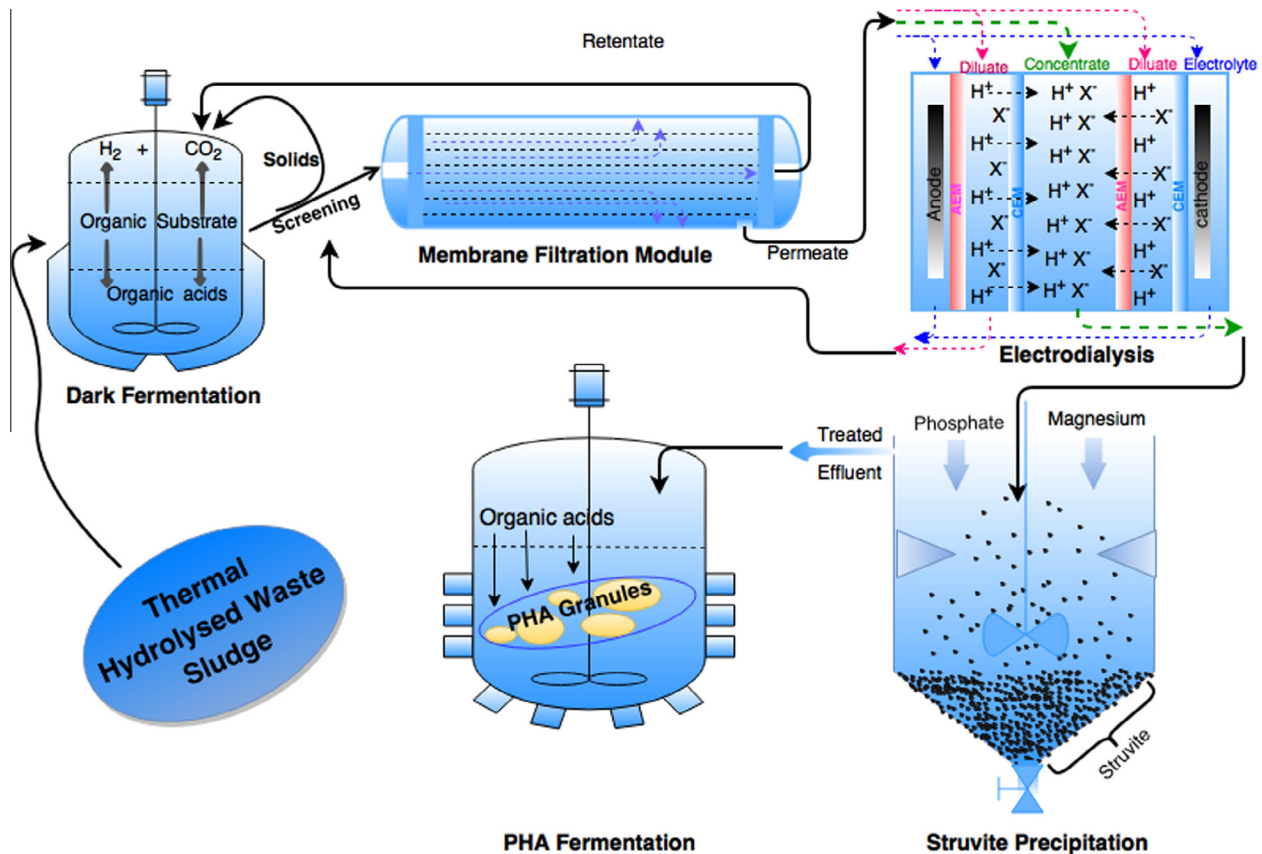 Retentate
H₂ + CO₂
Solids
Screening
Organic Substrate
Organic acids
Dark Fermentation
Membrane Filtration Module
Permeate
Diluate
Concentrate
Diluate
Electrolyte
Anode
AEM
CEM
AEM
CEM
cathode
H⁺
X⁻
H⁺
X⁻
H⁺
X⁻
H⁺
X⁻
H⁺
H⁺ X⁻
H⁺ X⁻
H⁺ X⁻
H⁺ X⁻
H⁺ X⁻
H⁺ X⁻
H⁺ X⁻
H⁺
X⁻
H⁺
X⁻
H⁺
X⁻
H⁺
X⁻
H⁺
Electrodialysis
Thermal
Hydrolysed Waste
Sludge
Organic acids
PHA Granules
PHA Fermentation
Treated
Effluent
Phosphate
Magnesium
Struvite
Struvite Precipitation